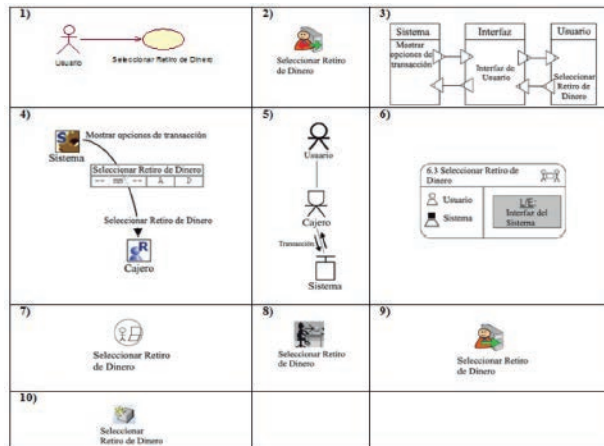 1)
Usuario
Seleccionar Retiro de Dinero
2)
Seleccionar Retiro
de Dinero
3)
Sistema
Interfaz
Usuario
Mostrar
opciones de
transacción
Interfaz de
Usuario
Seleccionar
Retiro de
Dinero
4)
Mostrar opciones de transacción
Sistema
Seleccionar Retiro de Dinero
Seleccionar Retiro de Dinero
R
Cajero
5)
Usuario
Cajero
Transacción
Sistema
6)
6.3 Seleccionar Retiro de
Dinero
Usuario
Sistema
L/E:
Interfaz del
Sistema
7)
Seleccionar Retiro
de Dinero
8)
Seleccionar Retiro
de Dinero
9)
Seleccionar Retiro
de Dinero
10)
Seleccionar
Retiro de Dinero